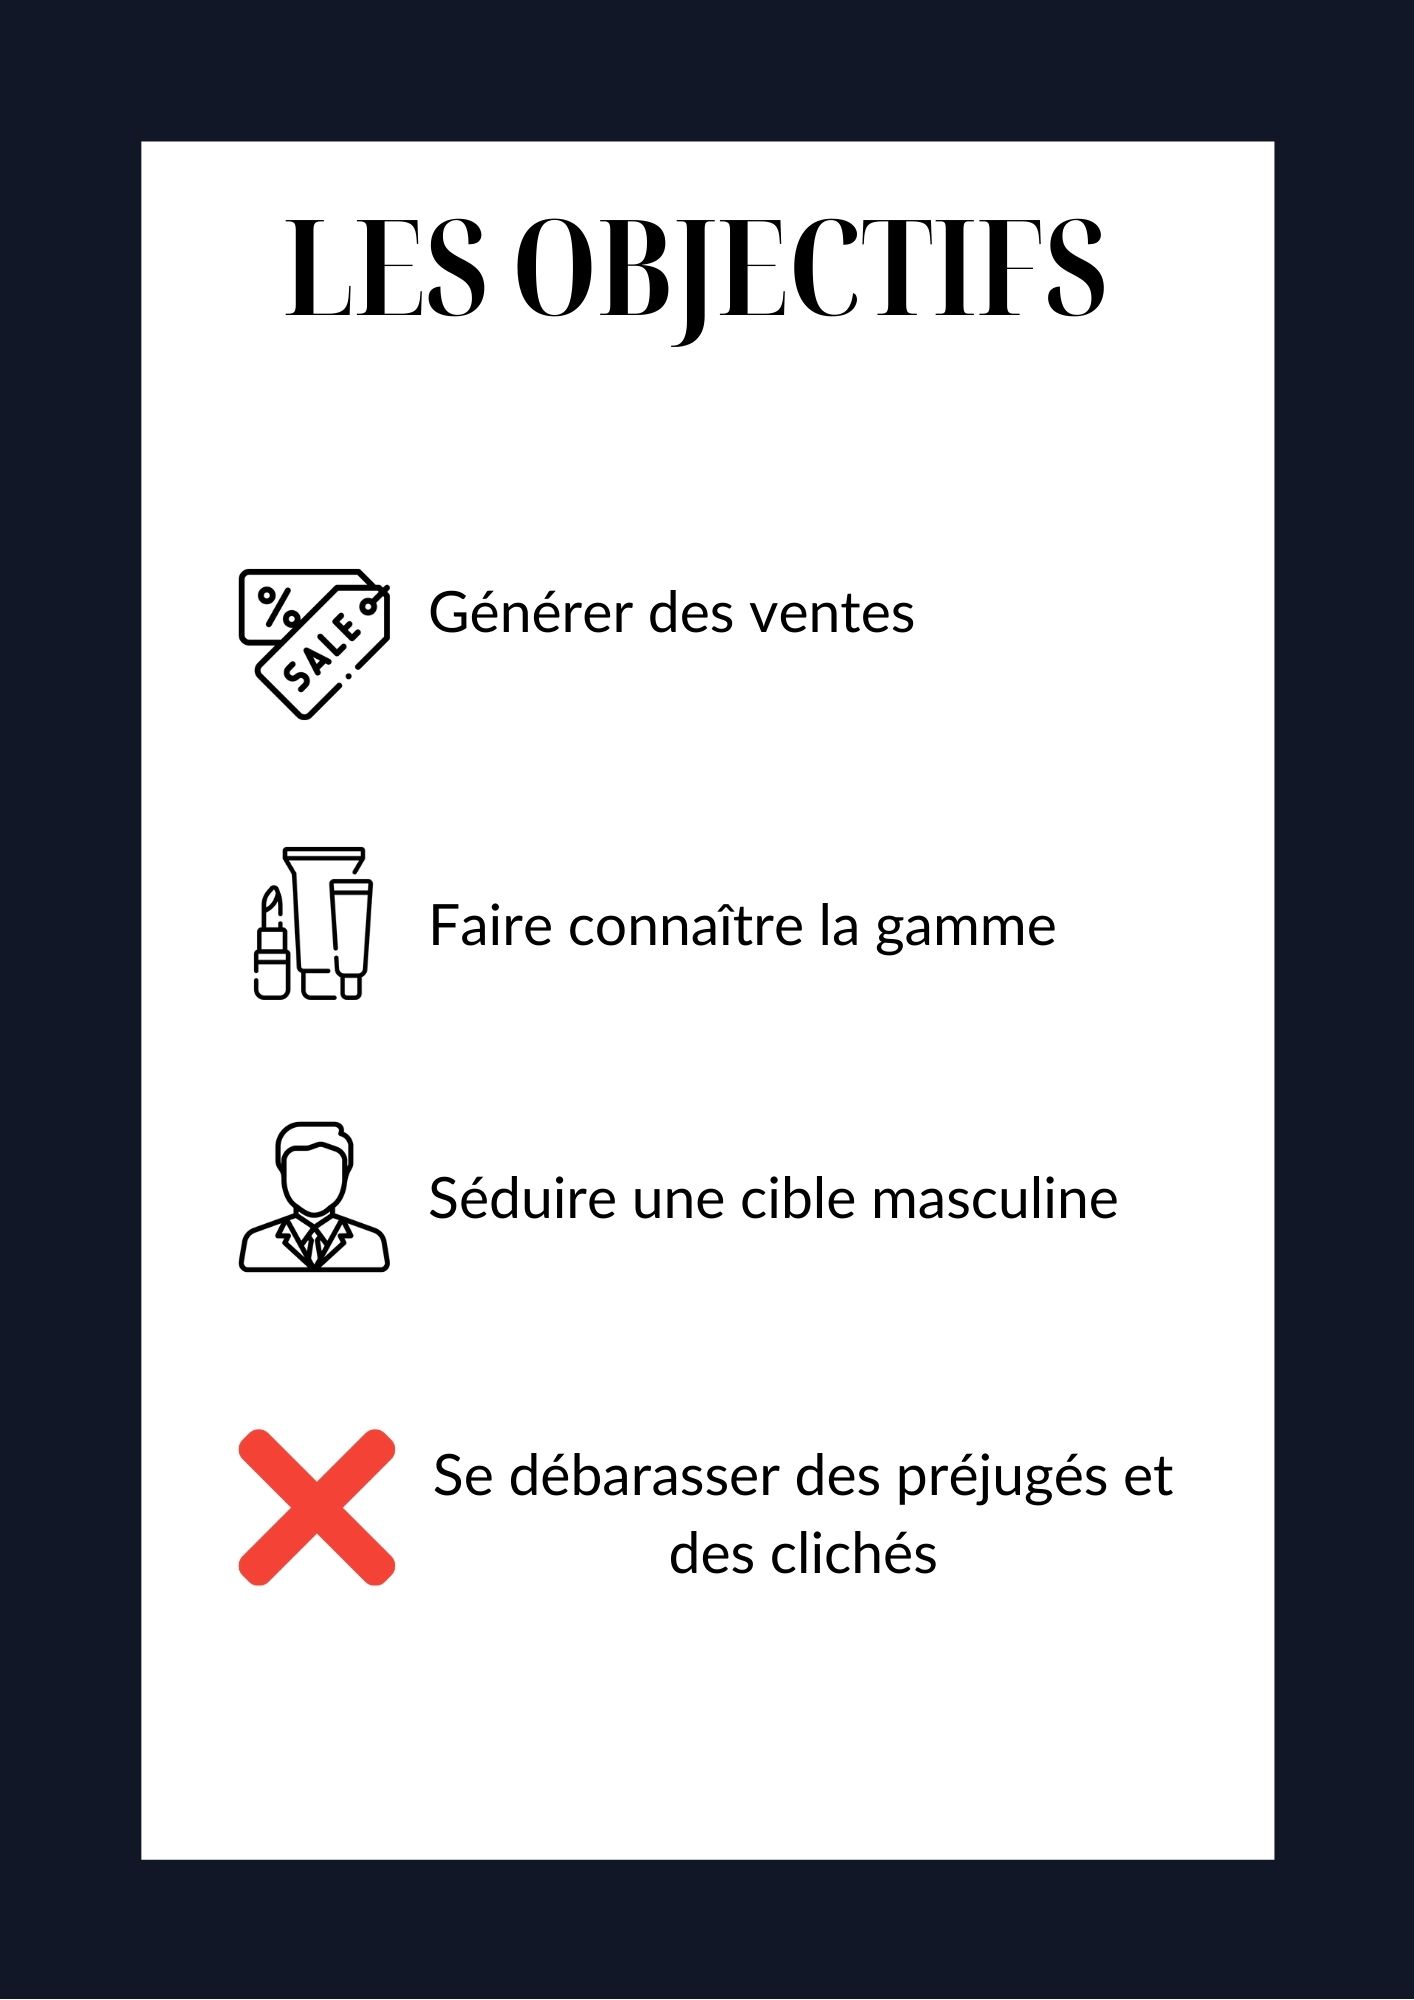 LES OBJECTIFS
%
SALE
Générer des ventes
Faire connaître la gamme
Séduire une cible masculine
Se débarasser des préjugés et
des clichés